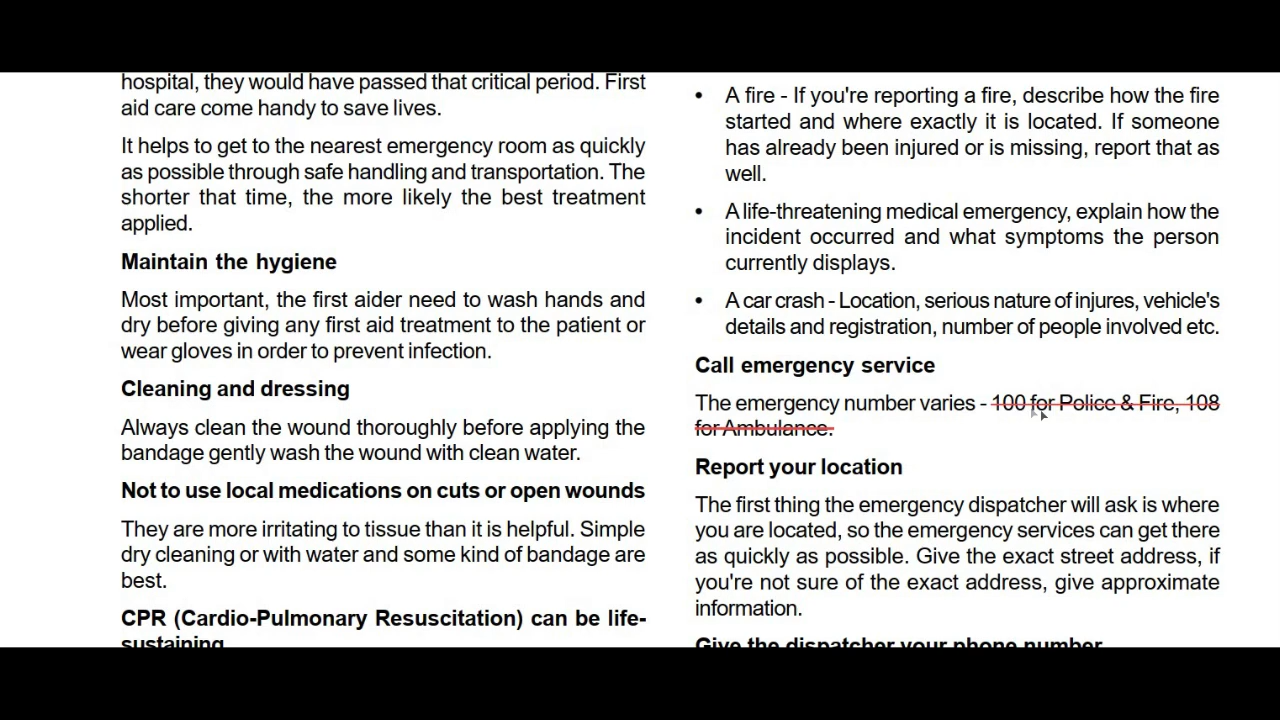 hospital, they would have passed that critical period. First
aid care come handy to save lives.
It helps to get to the nearest emergency room as quickly
as possible through safe handling and transportation. The
shorter that time, the more likely the best treatment
applied.
Maintain the hygiene
Most important, the first aider need to wash hands and
dry before giving any first aid treatment to the patient or
wear gloves in order to prevent infection.
Cleaning and dressing
Always clean the wound thoroughly before applying the
bandage gently wash the wound with clean water.
Not to use local medications on cuts or open wounds
They are more irritating to tissue than it is helpful. Simple
dry cleaning or with water and some kind of bandage are
best.
CPR (Cardio-Pulmonary Resuscitation) can be life-
sustaining
• A fire - If you're reporting a fire, describe how the fire
started and where exactly it is located. If someone
has already been injured or is missing, report that as
well.
• A life-threatening medical emergency, explain how the
incident occurred and what symptoms the person
currently displays.
• A car crash - Location, serious nature of injures, vehicle's
details and registration, number of people involved etc.
Call emergency service
The emergency number varies - 100 for Police & Fire, 108
for Ambulance.
Report your location
The first thing the emergency dispatcher will ask is where
you are located, so the emergency services can get there
as quickly as possible. Give the exact street address, if
you're not sure of the exact address, give approximate
information.
Give the dispatcher your phone number